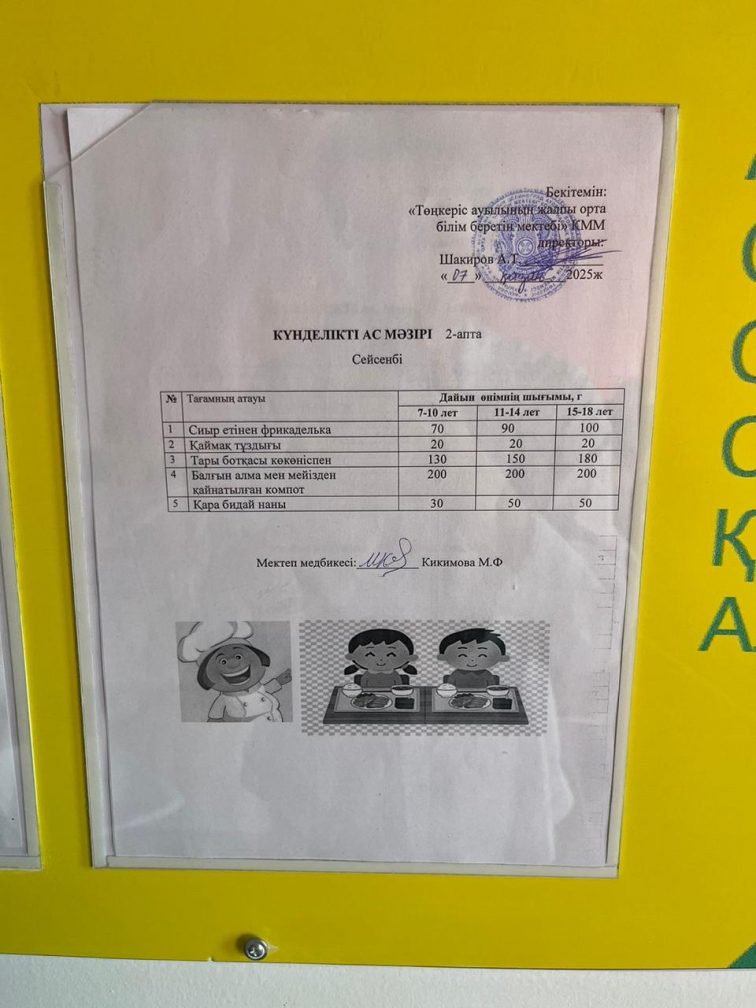 Бекітемін:
«Төңкеріс ауылының жалпы орта
білім беретін мектебі» КММ
директоры:
Шакиров А.Т
« 07 » қазан 2025ж
КҮНДЕЛІКТІ АС МӘЗІРІ 2-апта
Сейсенбі
№ Тағамның атауы Дайын өнімнің шығымы, г
7-10 лет 11-14 лет 15-18 лет
1 Сиыр етінен фрикаделька 70 90 100
2 Қаймақ тұздығы 20 20 20
3 Тары ботқасы көкөніспен 130 150 180
4 Балғын алма мен мейізден 200 200 200
қайнатылған компот
5 Қара бидай наны 30 50 50
Мектеп медбикесі: Кикимова М.Ф
Қ